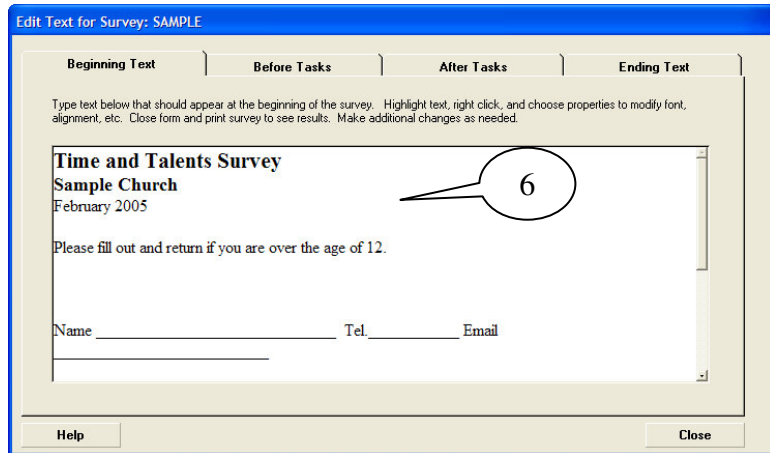 Edit Text for Survey: SAMPLE
Beginning Text
Before Tasks
After Tasks
Ending Text
Type text below that should appear at the beginning of the survey. Highlight text, right click, and choose properties to modify font,
alignment, etc. Close form and print survey to see results. Make additional changes as needed.
Time and Talents Survey
Sample Church
February 2005
6
Please fill out and return if you are over the age of 12.
Name ________________________________ Tel.____________ Email
_____________________________
Help
Close